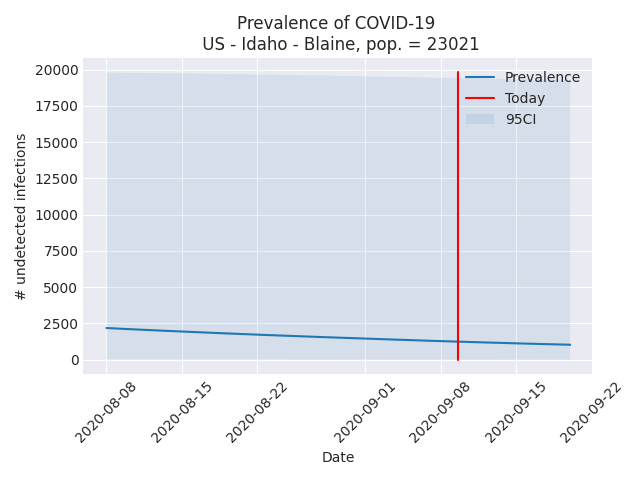 Prevalence of COVID-19
US - Idaho - Blaine, pop. = 23021
20000
17500
15000
12500
10000
7500
5000
2500
0
# undetected infections
Prevalence
Today
95CI
2020-08-08
2020-08-15
2020-08-22
2020-09-01
2020-09-08
2020-09-15
2020-09-22
Date